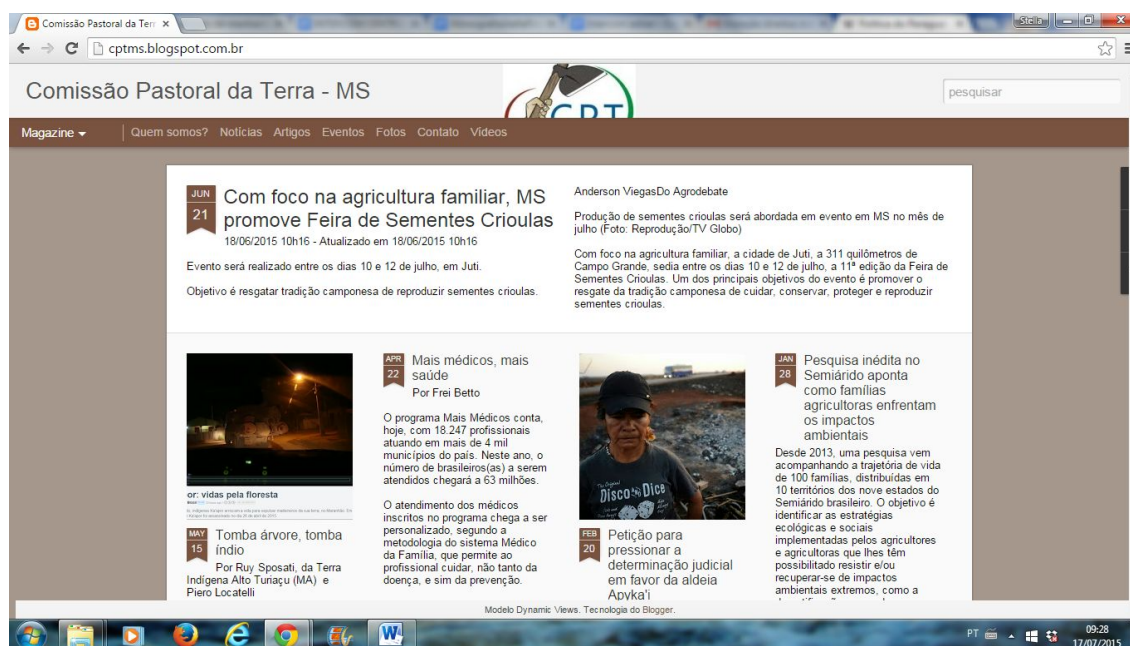 Comissão Pastoral da Terr
Stella
cptms.blogspot.com.br
Comissão Pastoral da Terra - MS
CPT
pesquisar
Magazine
Quem somos? Notícias Artigos Eventos Fotos Contato Vídeos
JUN
21
Com foco na agricultura familiar, MS
promove Feira de Sementes Crioulas
18/06/2015 10h16 - Atualizado em 18/06/2015 10h16
Evento será realizado entre os dias 10 e 12 de julho, em Juti.
Objetivo é resgatar tradição camponesa de reproduzir sementes crioulas.
Anderson ViegasDo Agrodebate
Produção de sementes crioulas será abordada em evento em MS no mês de
julho (Foto: Reprodução/TV Globo)
Com foco na agricultura familiar, a cidade de Juti, a 311 quilômetros de
Campo Grande, sedia entre os dias 10 e 12 de julho, a 11ª edição da Feira de
Sementes Crioulas. Um dos principais objetivos do evento é promover o
resgate da tradição camponesa de cuidar, conservar, proteger e reproduzir
sementes crioulas.
or: vidas pela floresta
MAY
15
Tomba árvore, tomba
índio
Por Ruy Sposati, da Terra
Indígena Alto Turiaçu (MA) e
Piero Locatelli
APR
22
Mais médicos, mais
saúde
Por Frei Betto
O programa Mais Médicos conta,
hoje, com 18.247 profissionais
atuando em mais de 4 mil
municípios do país. Neste ano, o
número de brasileiros(as) a serem
atendidos chegará a 63 milhões.
O atendimento dos médicos
inscritos no programa chega a ser
personalizado, segundo a
metodologia do sistema Médico
da Família, que permite ao
profissional cuidar, não tanto da
doença, e sim da prevenção.
Disco Dice
FEB
20
Petição para
pressionar a
determinação judicial
em favor da aldeia
Apyka'i
JAN
28
Pesquisa inédita no
Semiárido aponta
como famílias
agricultoras enfrentam
os impactos
ambientais
Desde 2013, uma pesquisa vem
acompanhando a trajetória de vida
de 100 famílias, distribuídas em
10 territórios dos nove estados do
Semiárido brasileiro. O objetivo é
identificar as estratégias
ecológicas e sociais
implementadas pelos agricultores
e agricultoras que lhes têm
possibilitado resistir e/ou
recuperar-se de impactos
ambientais extremos, como a
Modelo Dynamic Views. Tecnologia do Blogger.
PT
09:28
17/07/2015